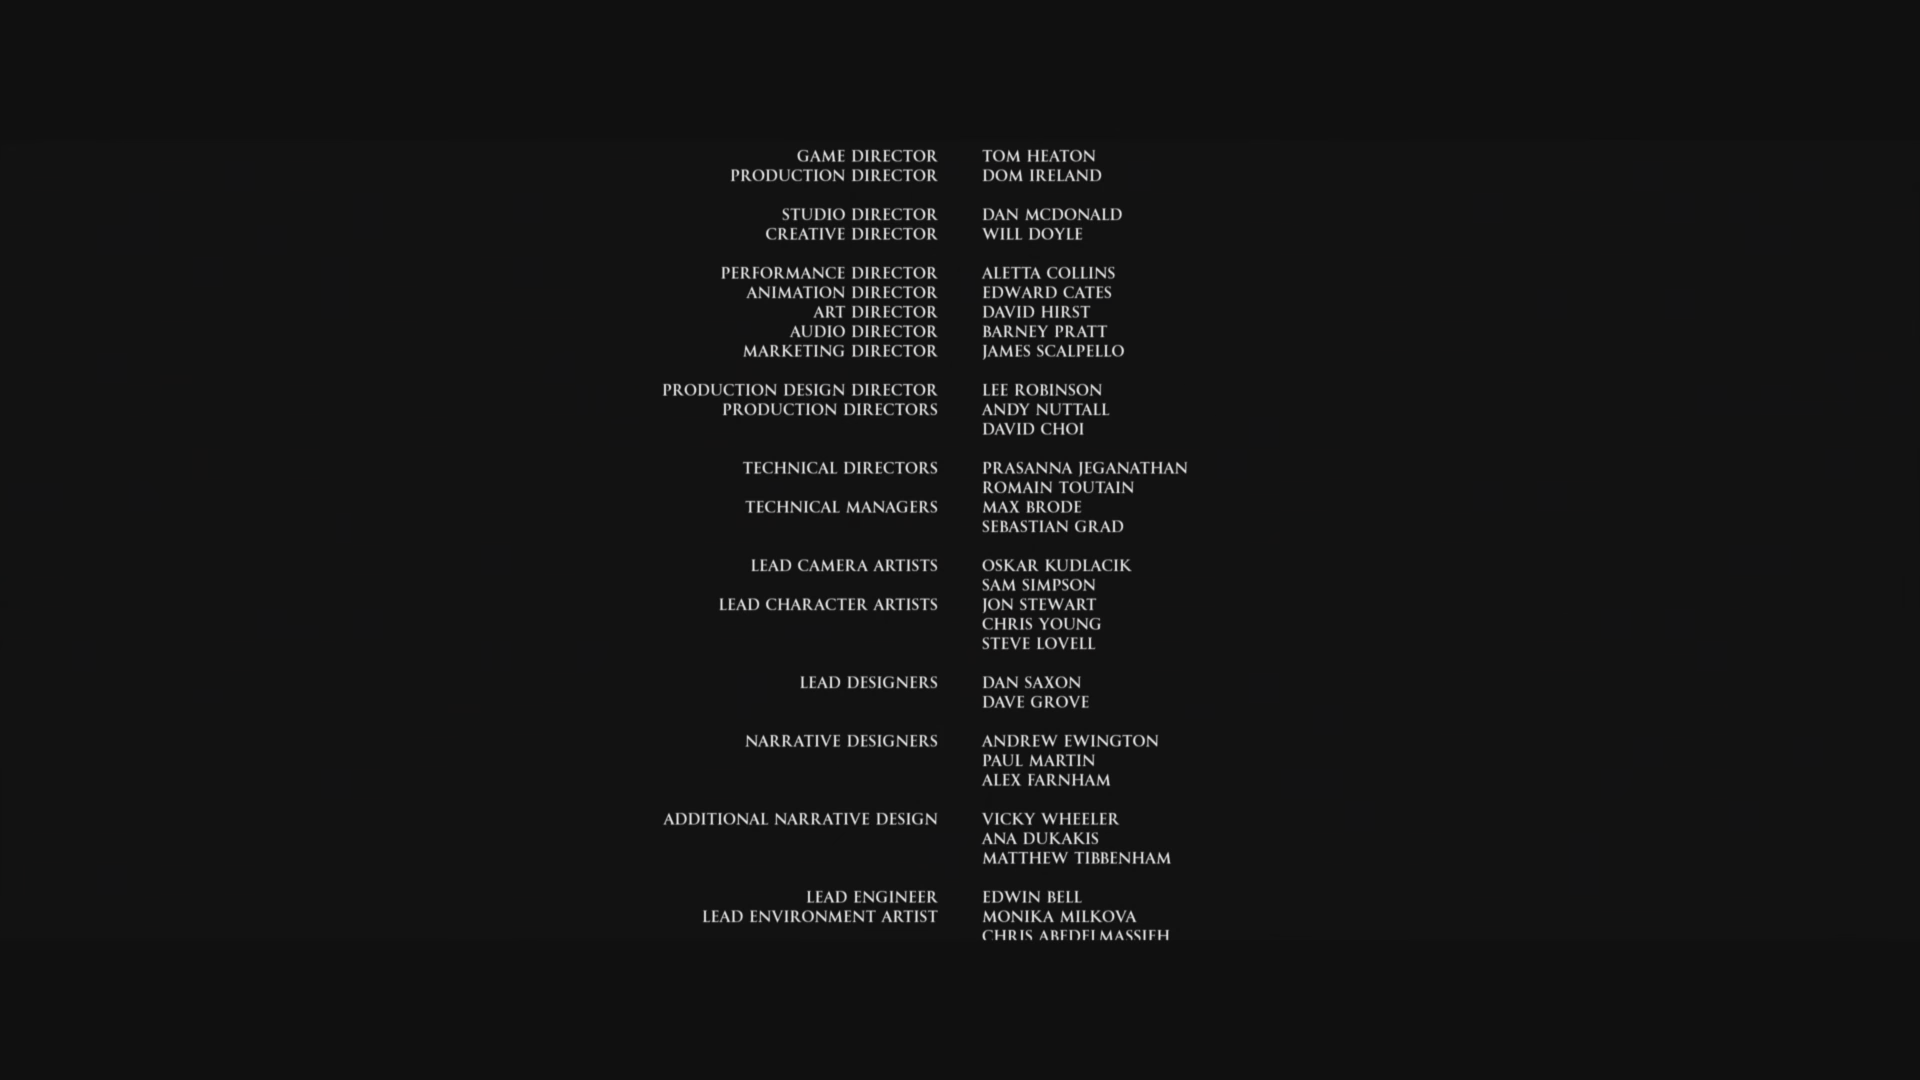 GAME DIRECTOR TOM HEATON
PRODUCTION DIRECTOR DOM IRELAND
STUDIO DIRECTOR DAN MCDONALD
CREATIVE DIRECTOR WILL DOYLE
PERFORMANCE DIRECTOR ALETTA COLLINS
ANIMATION DIRECTOR EDWARD CATES
ART DIRECTOR DAVID HIRST
AUDIO DIRECTOR BARNEY PRATT
MARKETING DIRECTOR JAMES SCALPELLO
PRODUCTION DESIGN DIRECTOR LEE ROBINSON
PRODUCTION DIRECTORS ANDY NUTTALL
DAVID CHOI
TECHNICAL DIRECTORS PRASANNA JEGANATHAN
ROMAIN TOUTAIN
TECHNICAL MANAGERS MAX BRODE
SEBASTIAN GRAD
LEAD CAMERA ARTISTS OSKAR KUDLACIK
SAM SIMPSON
LEAD CHARACTER ARTISTS JON STEWART
CHRIS YOUNG
STEVE LOVELL
LEAD DESIGNERS DAN SAXON
DAVE GROVE
NARRATIVE DESIGNERS ANDREW EWINGTON
PAUL MARTIN
ALEX FARNHAM
ADDITIONAL NARRATIVE DESIGN VICKY WHEELER
ANA DUKAKIS
MATTHEW TIBBENHAM
LEAD ENGINEER EDWIN BELL
LEAD ENVIRONMENT ARTIST MONIKA MILKOVA
CHRIS ABEDELMASSIEH